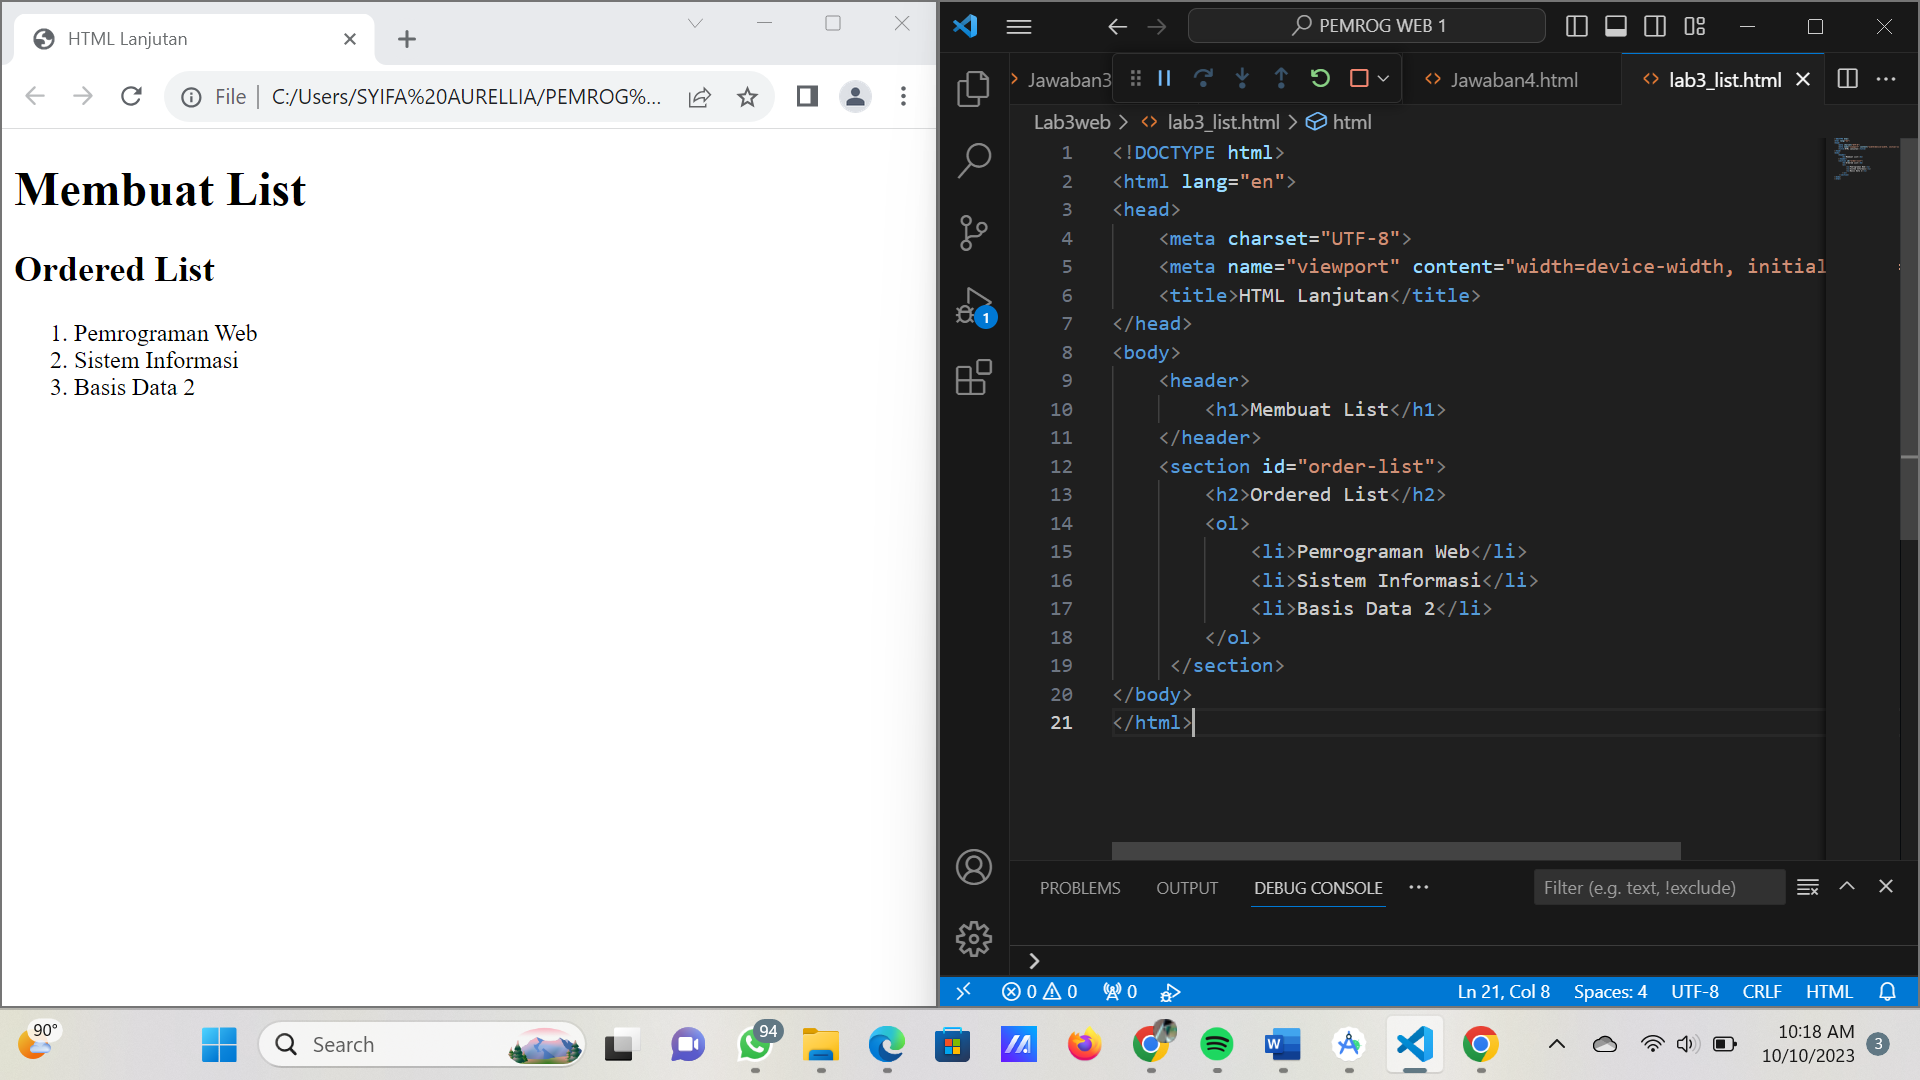 HTML Lanjutan
File
C:/Users/SYIFA%20AURELLIA/PEMROG%...
Membuat List
Ordered List
1. Pemrograman Web
2. Sistem Informasi
3. Basis Data 2
PEMROG WEB 1
Jawaban3
Jawaban4.html
lab3_list.html
Lab3web > lab3_list.html > html
1 <!DOCTYPE html>
2 <html lang="en">
3 <head>
4 <meta charset="UTF-8">
5 <meta name="viewport" content="width=device-width, initial
6 <title>HTML Lanjutan</title>
7 </head>
8 <body>
9 <header>
10 <h1>Membuat List</h1>
11 </header>
12 <section id="order-list">
13 <h2>Ordered List</h2>
14 <ol>
15 <li>Pemrograman Web</li>
16 <li>Sistem Informasi</li>
17 <li>Basis Data 2</li>
18 </ol>
19 </section>
20 </body>
21 </html>
1
PROBLEMS OUTPUT DEBUG CONSOLE ...
Filter (e.g. text, !exclude)
0 0 0
Ln 21, Col 8 Spaces: 4 UTF-8 CRLF HTML
90°
Search
94
10:18 AM
10/10/2023
3